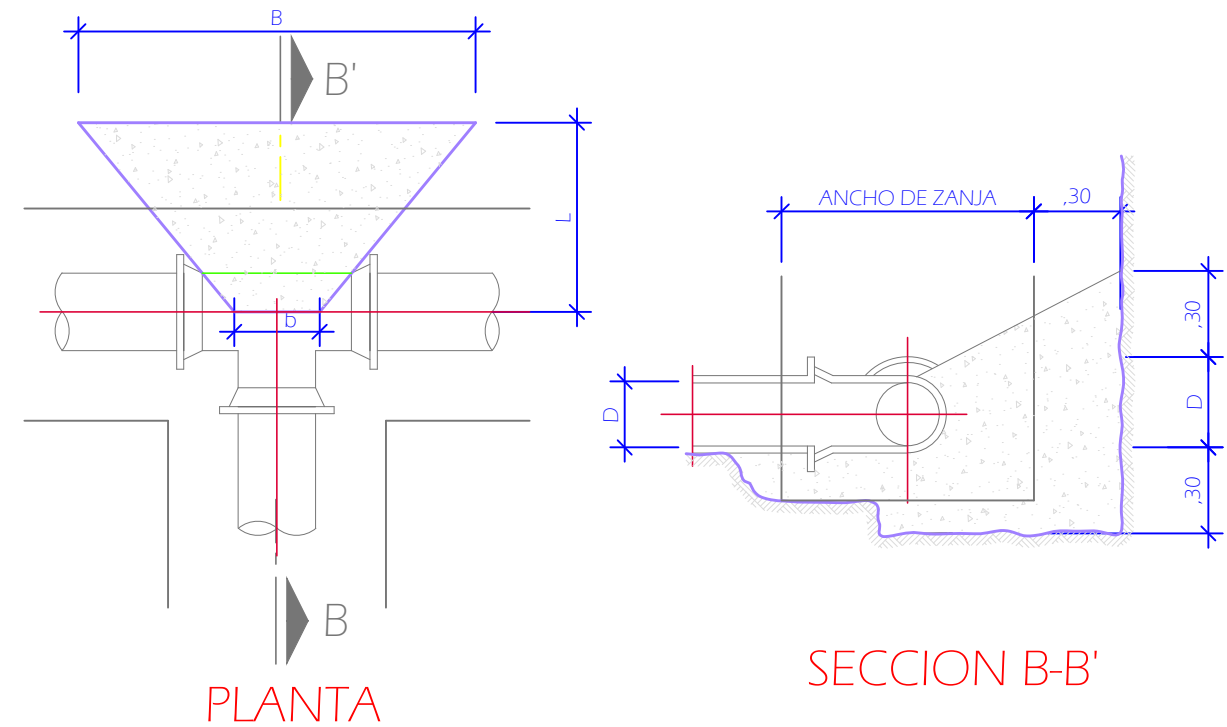 B
B'
L
b
B
PLANTA
ANCHO DE ZANJA
,30
,30
D
D
,30
SECCION B-B'